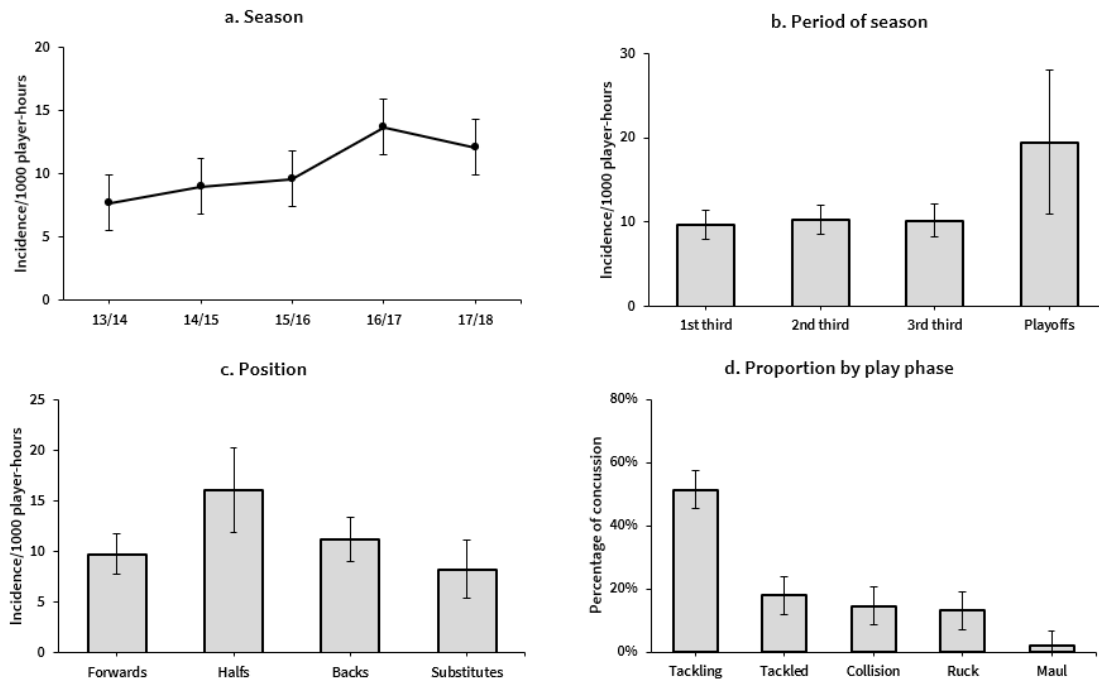 a. Season
Incidence/1000 player-hours
20
15
10
5
0
13/14 14/15 15/16 16/17 17/18
b. Period of season
Incidence/1000 player-hours
30
20
10
0
1st third 2nd third 3rd third Playoffs
c. Position
Incidence/1000 player-hours
25
20
15
10
5
0
Forwards Halfs Backs Substitutes
d. Proportion by play phase
Percentage of concussion
80%
60%
40%
20%
0%
Tackling Tackled Collision Ruck Maul